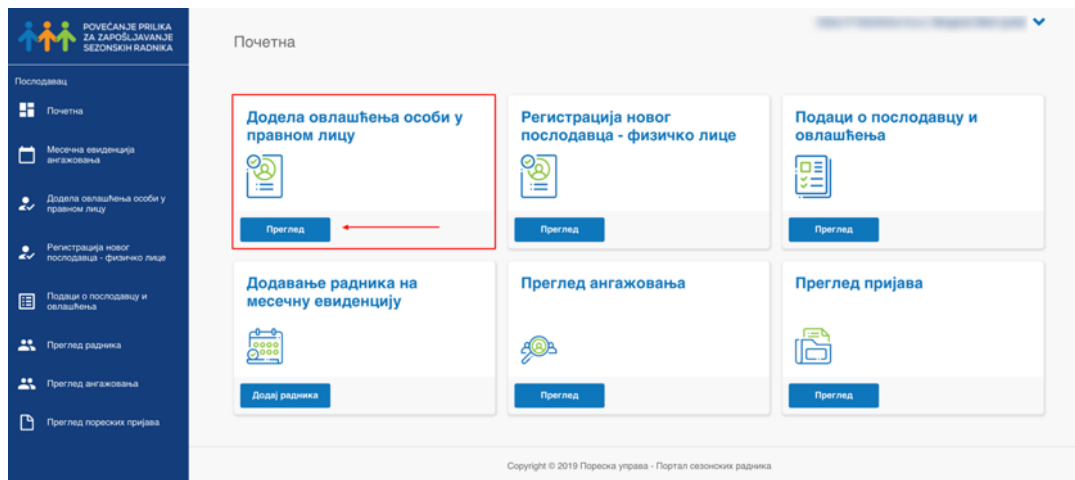 POVEĆANJE PRILIKA
ZA ZAPOŠLJAVANJE
SEZONSKIH RADNIKA
Послодавац
Почетна
Месечна евиденција
ангажовања
Додела овлашћења особи у
правном лицу
Регистрација новог
послодавца - физичко лице
Подаци о послодавцу и
овлашћења
Преглед радника
Преглед ангажовања
Преглед пореских пријава
Почетна
Додела овлашћења особи у
правном лицу
Преглед
Регистрација новог
послодавца - физичко лице
Преглед
Подаци о послодавцу и
овлашћења
Преглед
Додавање радника на
месечну евиденцију
Додај радника
Преглед ангажовања
Преглед
Преглед пријава
Преглед
Copyright © 2019 Пореска управа - Портал сезонских радника